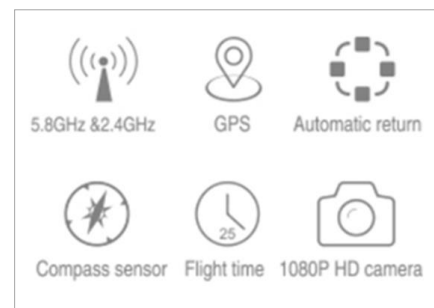 5.8GHz &2.4GHz GPS Automatic return
25
Compass sensor Flight time 1080P HD camera